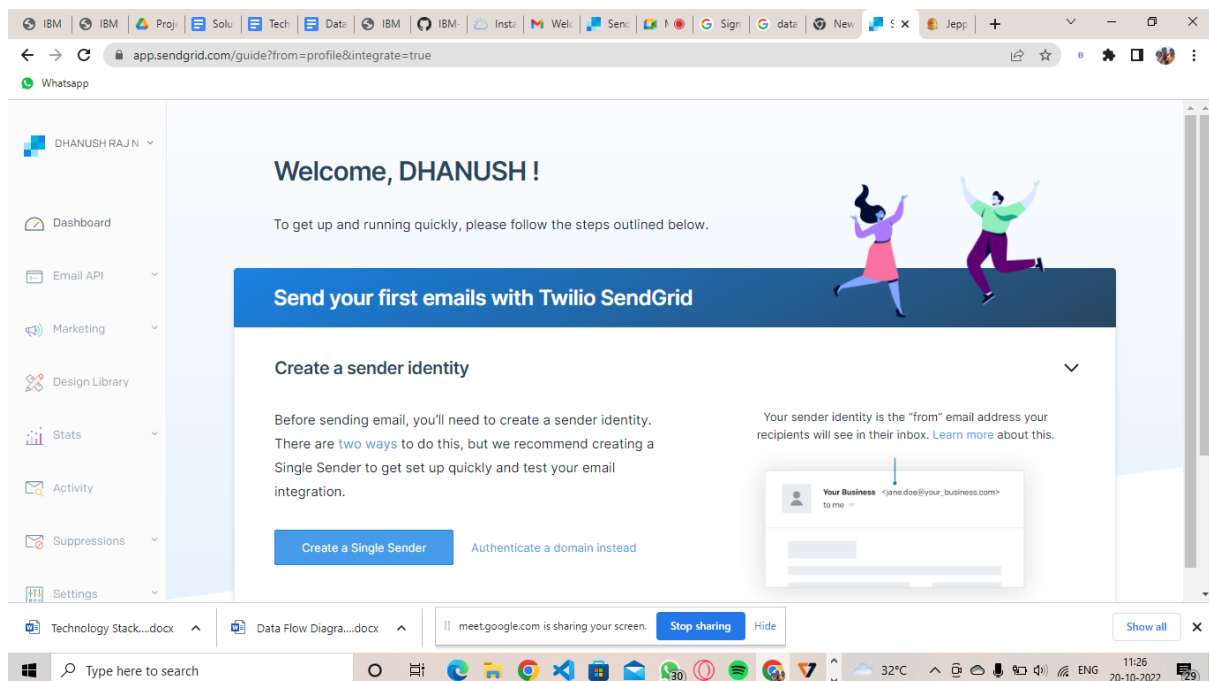 IBM
IBM
Proje
Solu
Tech
Data
IBM
IBM-
Insta
Welc
Senc
Sign
data
New
S
Jepp
app.sendgrid.com/guide?from=profile&integrate=true
B
Whatsapp
DHANUSH RAJ N
Dashboard
Email API
Marketing
Design Library
Stats
Activity
Suppressions
Settings
Welcome, DHANUSH !
To get up and running quickly, please follow the steps outlined below.
Send your first emails with Twilio SendGrid
Create a sender identity
Before sending email, you'll need to create a sender identity.
There are two ways to do this, but we recommend creating a
Single Sender to get set up quickly and test your email
integration.
Create a Single Sender
Authenticate a domain instead
Your sender identity is the "from" email address your
recipients will see in their inbox. Learn more about this.
Your Business <jane.doe@your_business.com>
to me
Technology Stack....docx
Data Flow Diagra....docx
meet.google.com is sharing your screen.
Stop sharing
Hide
Show all
Type here to search
30
32°C
ENG
11:26
20-10-2022
29